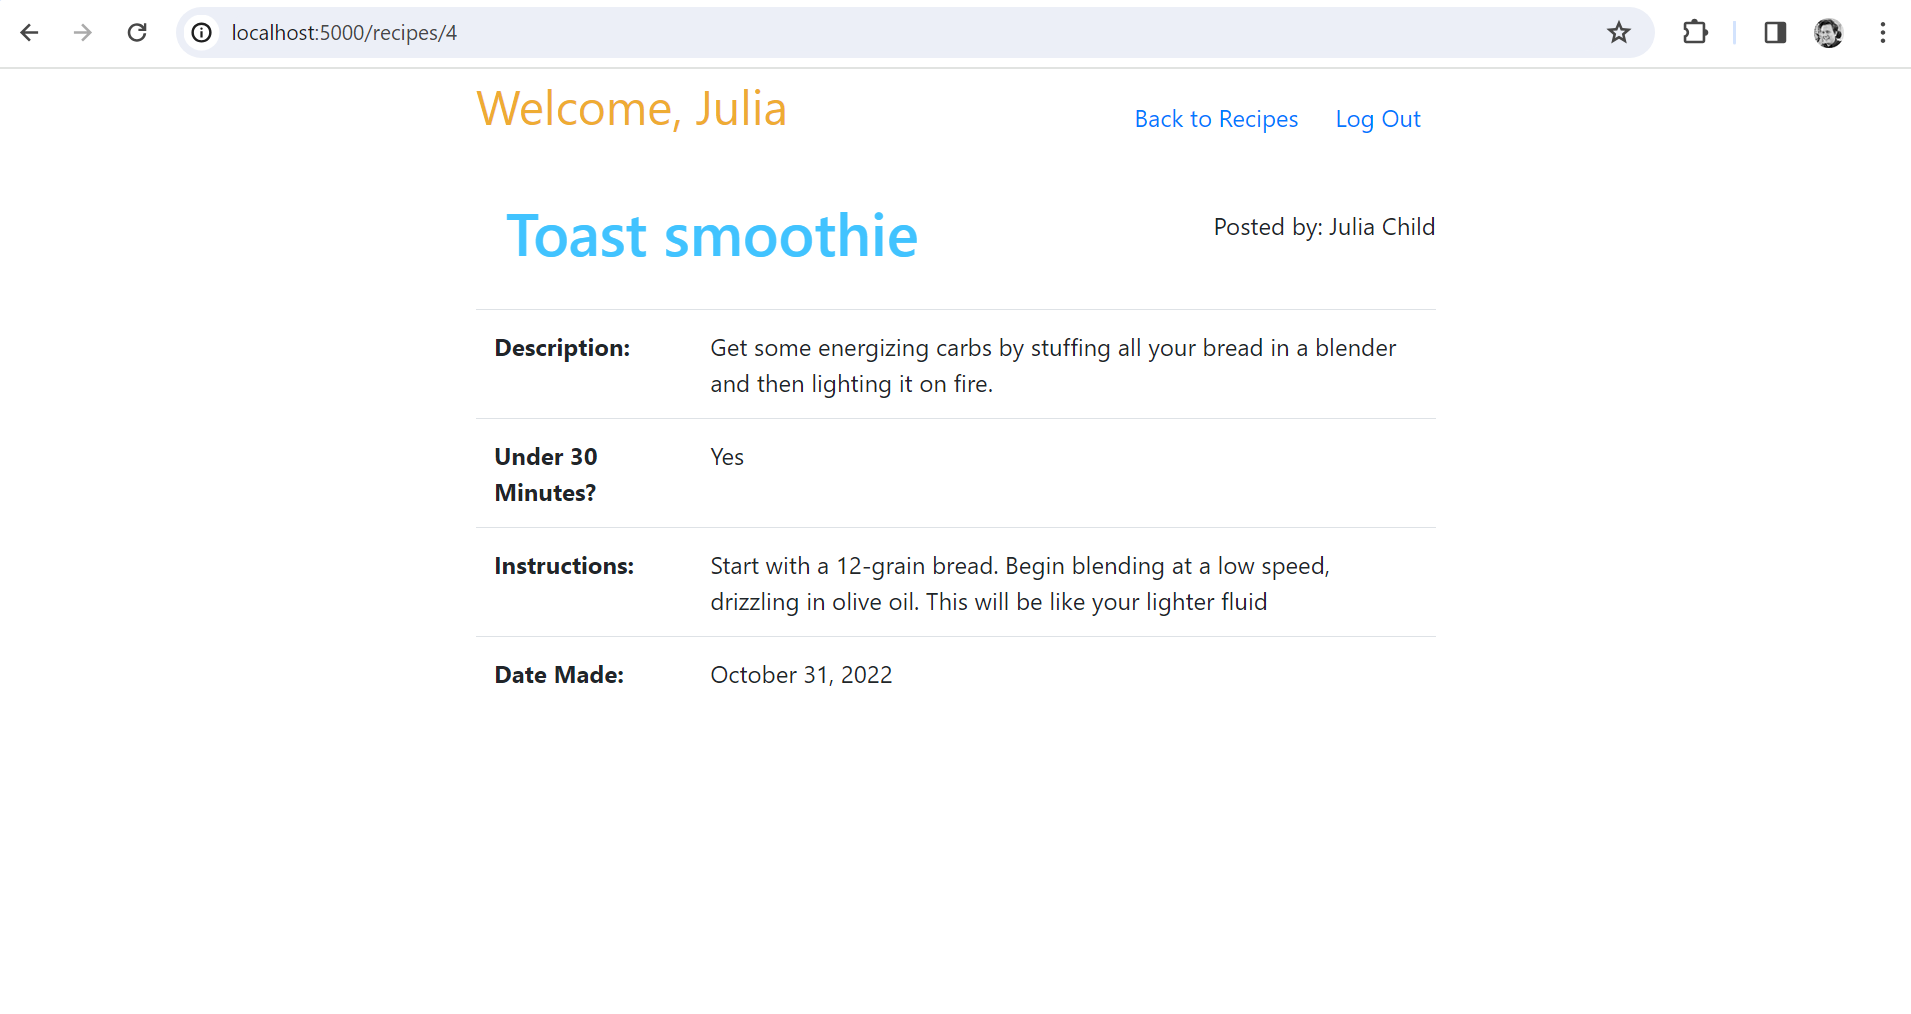 localhost:5000/recipes/4
Welcome, Julia
Back to Recipes
Log Out
Toast smoothie
Posted by: Julia Child
Description:
Get some energizing carbs by stuffing all your bread in a blender
and then lighting it on fire.
Under 30
Minutes?
Yes
Instructions:
Start with a 12-grain bread. Begin blending at a low speed,
drizzling in olive oil. This will be like your lighter fluid
Date Made:
October 31, 2022